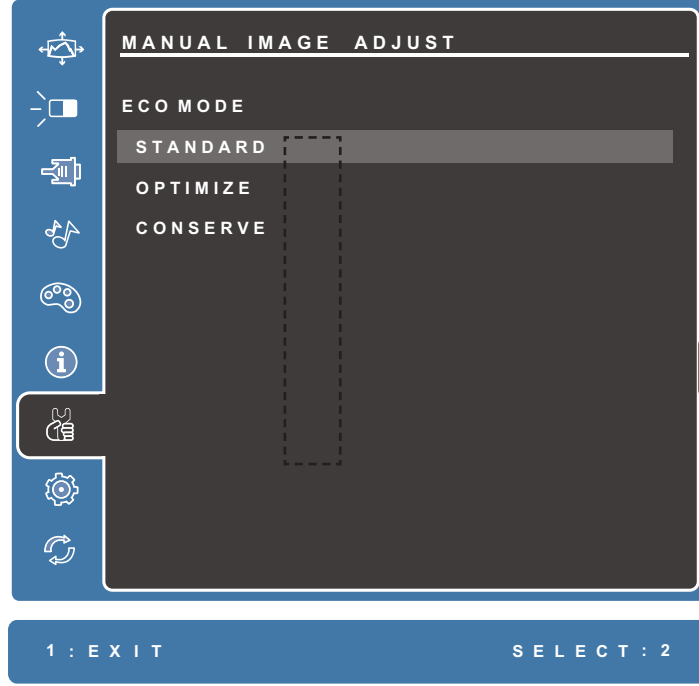 MANUAL IMAGE ADJUST
ECO MODE
STANDARD
OPTIMIZE
CONSERVE
1 : EXIT
SELECT : 2